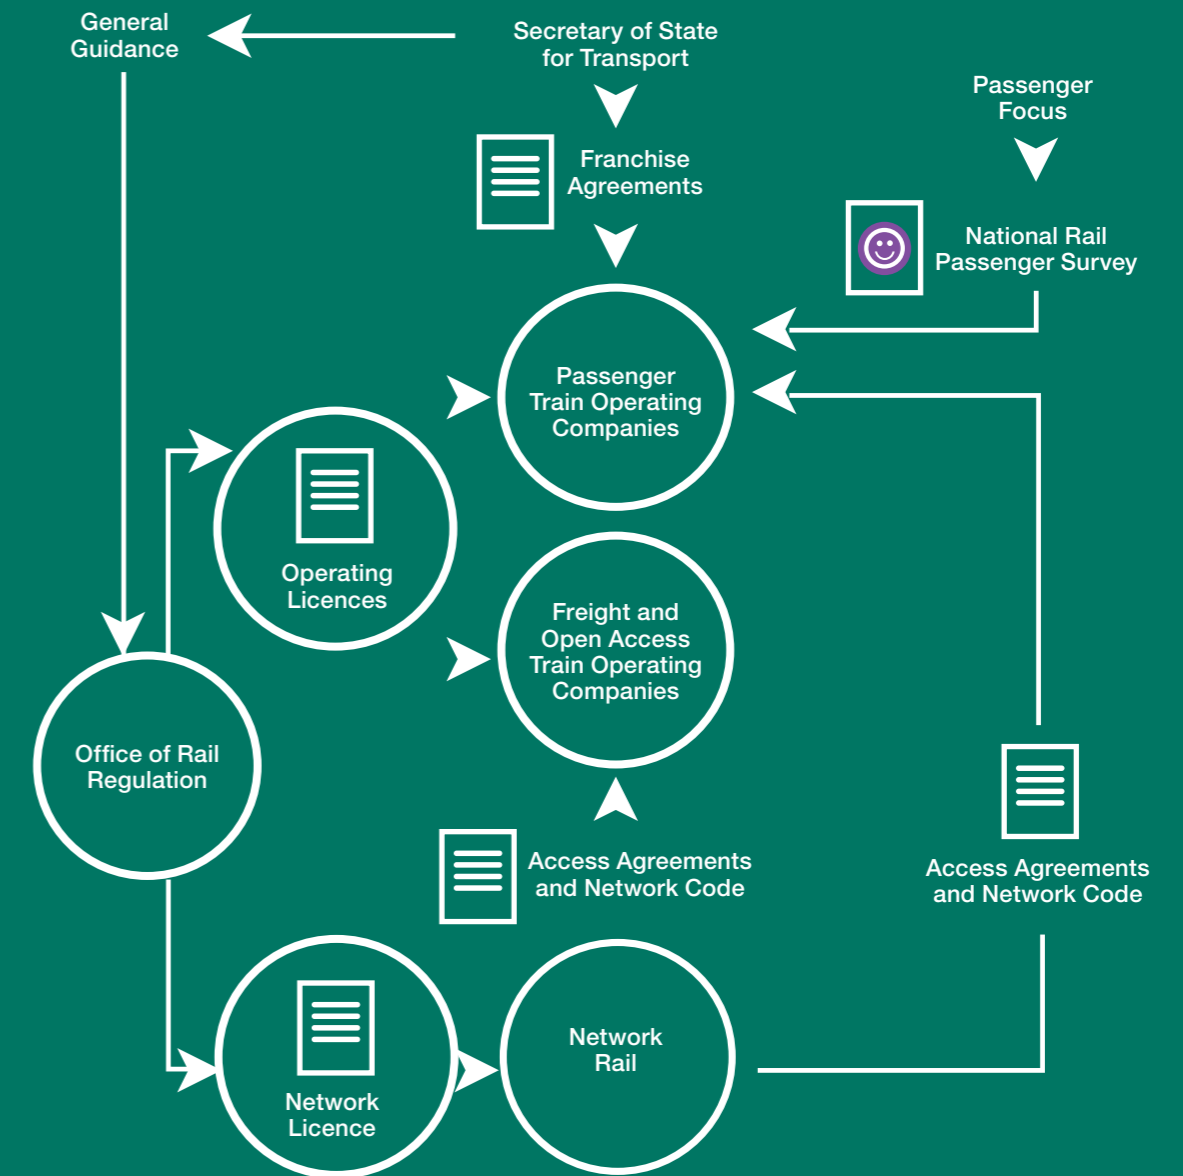 General
Guidance
Secretary of State
for Transport
Passenger
Focus
Franchise
Agreements
National Rail
Passenger Survey
Passenger
Train Operating
Companies
Operating
Licences
Freight and
Open Access
Train Operating
Companies
Office of Rail
Regulation
Access Agreements
and Network Code
Access Agreements
and Network Code
Network
Licence
Network
Rail